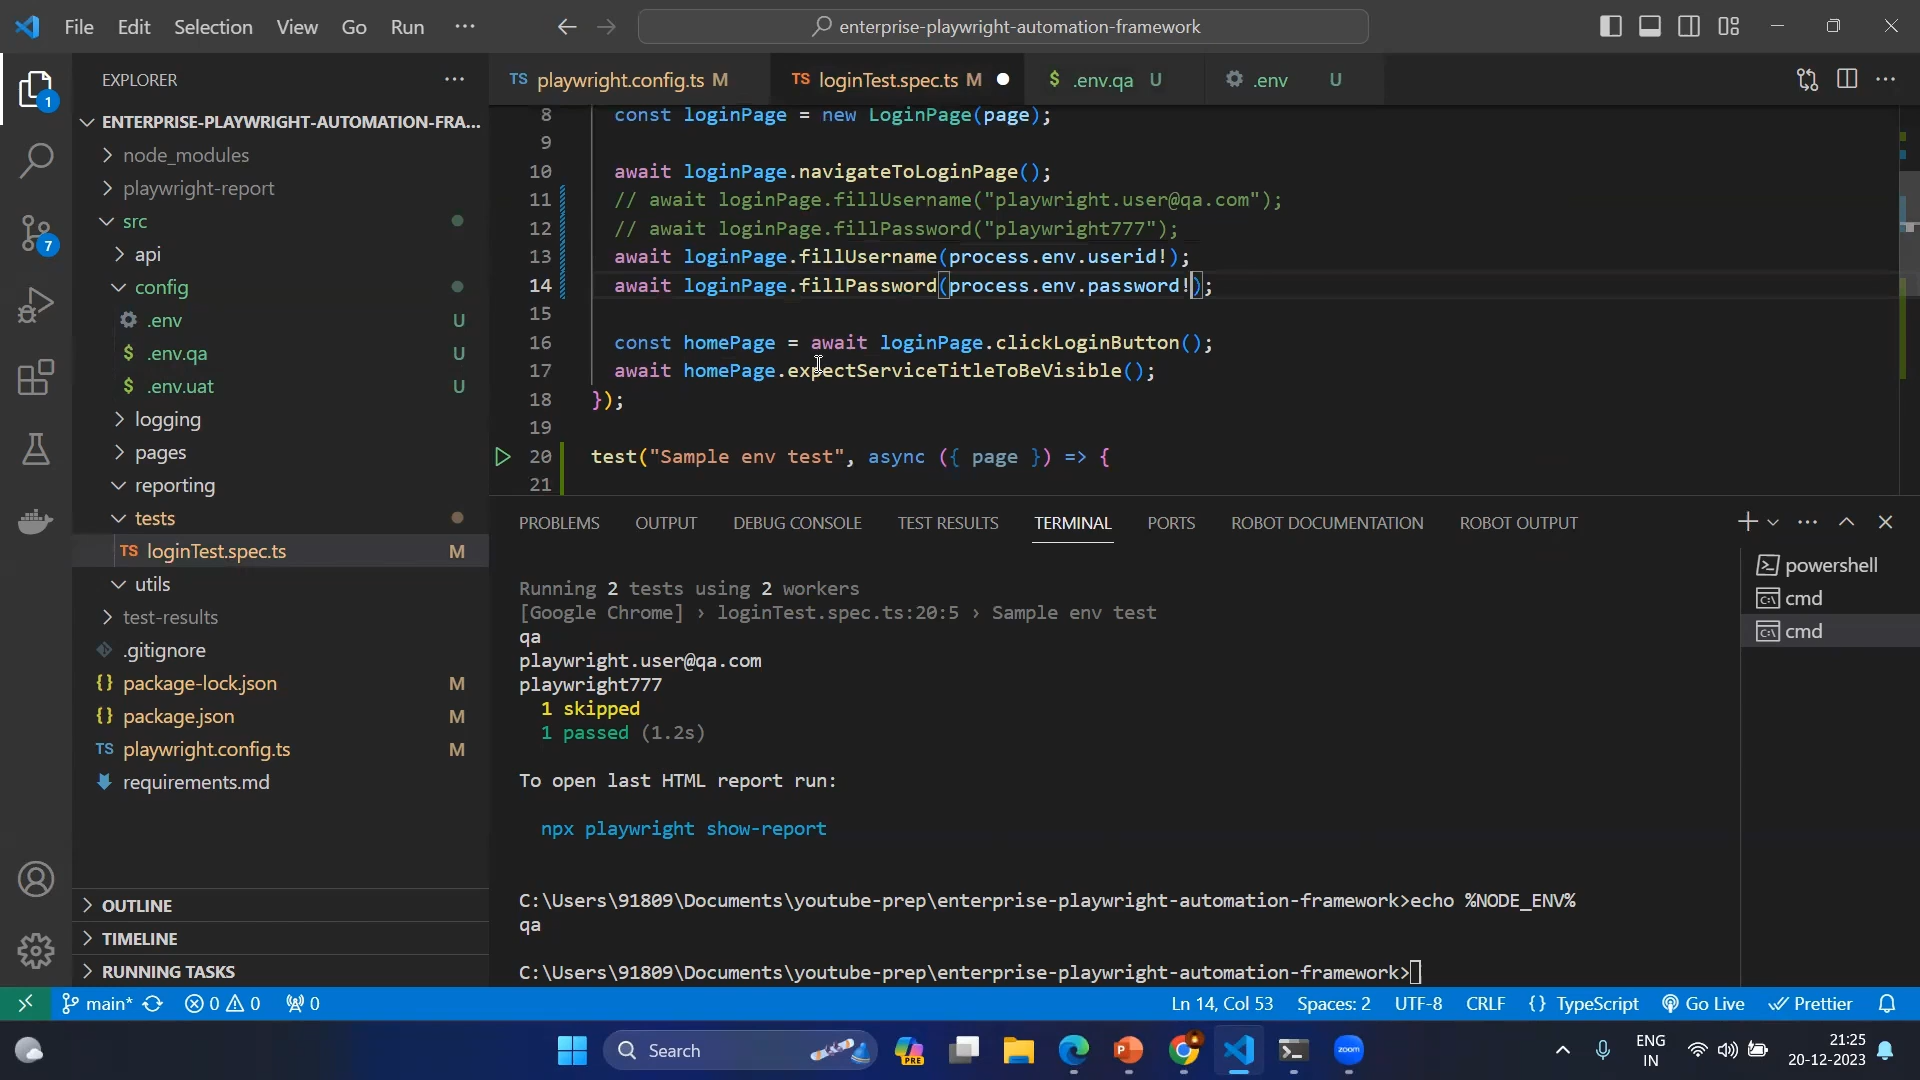 File Edit Selection View Go Run ···
enterprise-playwright-automation-framework
EXPLORER
ENTERPRISE-PLAYWRIGHT-AUTOMATION-FRA...
node_modules
playwright-report
src
api
config
.env U
$ .env.qa U
$ .env.uat U
logging
pages
reporting
tests
TS loginTest.spec.ts M
utils
test-results
.gitignore
{} package-lock.json M
{} package.json M
TS playwright.config.ts M
requirements.md
OUTLINE
TIMELINE
RUNNING TASKS
1
7
TS playwright.config.ts M
TS loginTest.spec.ts M
$ .env.qa U
.env U
8 const loginPage = new LoginPage(page);
9
10 await loginPage.navigateToLoginPage();
11 // await loginPage.fillUsername("playwright.user@qa.com");
12 // await loginPage.fillPassword("playwright777");
13 await loginPage.fillUsername(process.env.userid!);
14 await loginPage.fillPassword(process.env.password!);
15
16 const homePage = await loginPage.clickLoginButton();
17 await homePage.expectServiceTitleToBeVisible();
18 });
19
20 test("Sample env test", async ({ page }) => {
21
PROBLEMS OUTPUT DEBUG CONSOLE TEST RESULTS TERMINAL PORTS ROBOT DOCUMENTATION ROBOT OUTPUT
Running 2 tests using 2 workers
[Google Chrome] › loginTest.spec.ts:20:5 › Sample env test
qa
playwright.user@qa.com
playwright777
1 skipped
1 passed (1.2s)
To open last HTML report run:
npx playwright show-report
C:\Users\91809\Documents\youtube-prep\enterprise-playwright-automation-framework>echo %NODE_ENV%
qa
C:\Users\91809\Documents\youtube-prep\enterprise-playwright-automation-framework>
powershell
cmd
cmd
main* 0 0 0
Ln 14, Col 53 Spaces: 2 UTF-8 CRLF {} TypeScript Go Live Prettier
Search
PRE
zoom
ENG
IN
21:25
20-12-2023